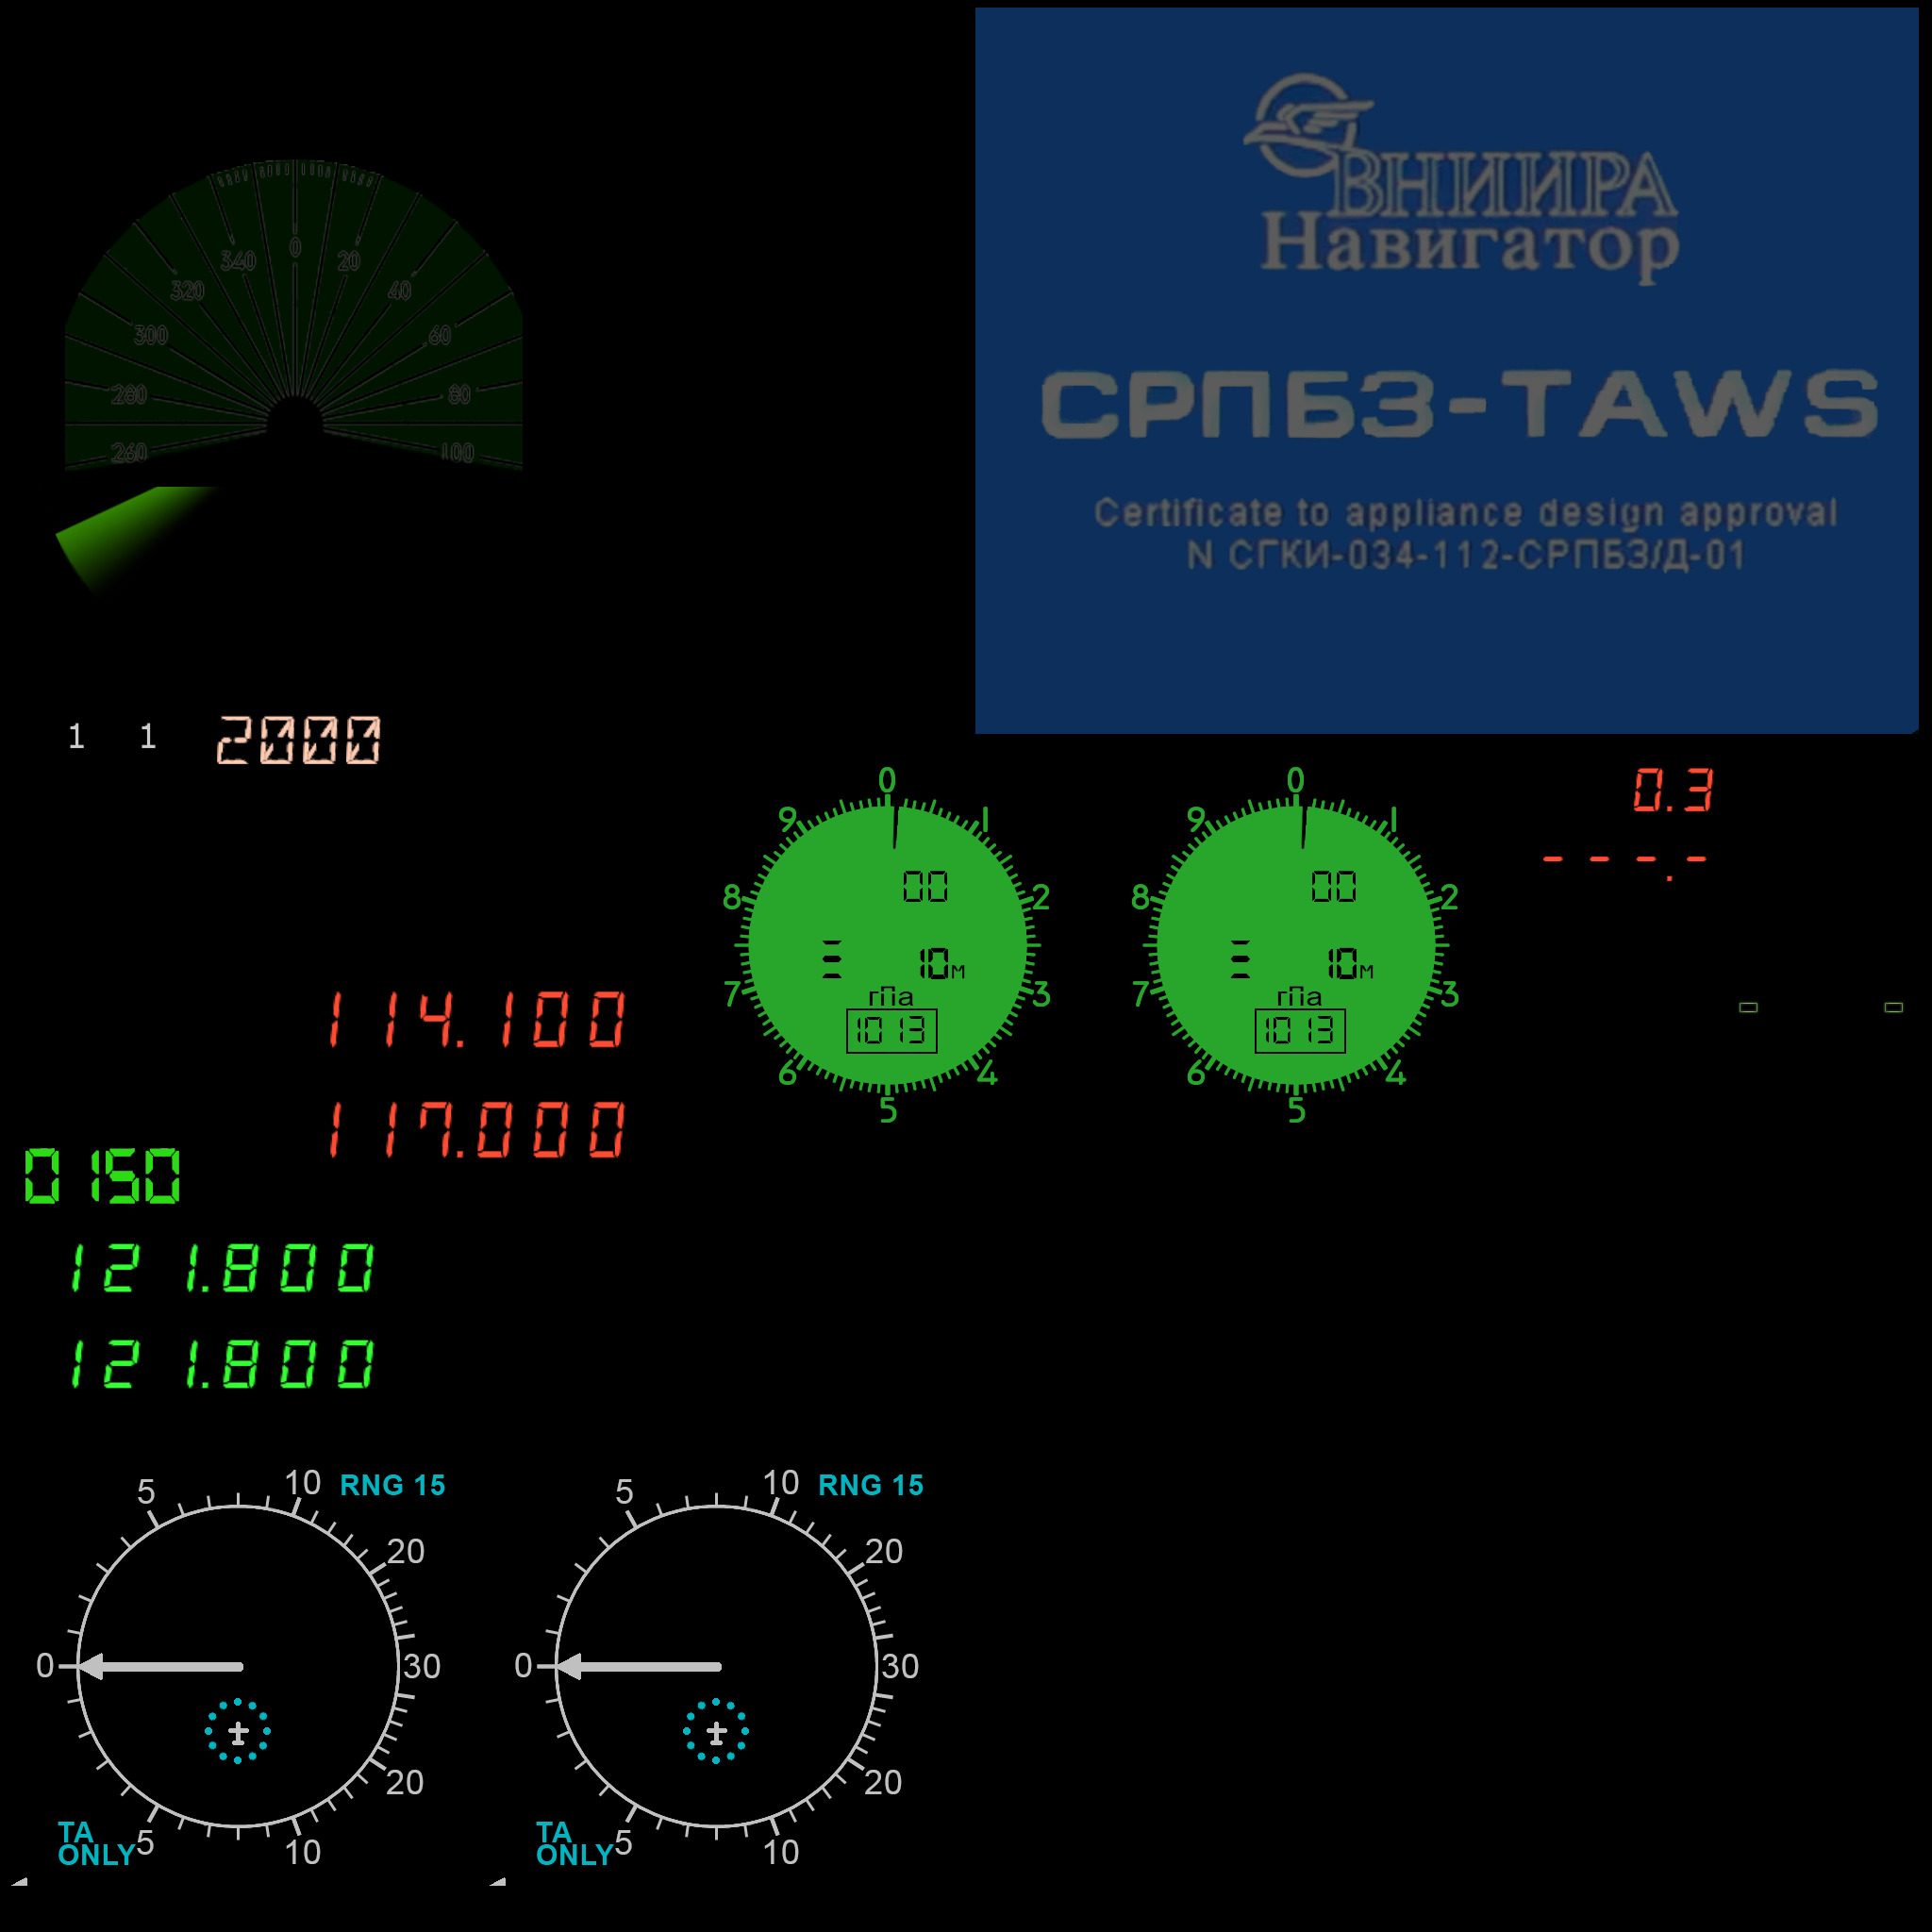 ВНИИРА
Навигатор
СРПБЗ-TAWS
Certificate to appliance design approval
N СГКИ-034-112-СРПБЗ/Д-01
0
340 20
320 40
300 60
280 80
260 100
1 1 2000
0
9 1
00
8 2
10м
7 3
гПа
1013
6 4
5
0
9 1
00
8 2
10м
7 3
гПа
1013
6 4
5
0.3
- - -.-
- -
114.100
117.000
0150
121.800
121.800
5 10 RNG 15
20
0 30
20
TA
ONLY 5 10
5 10 RNG 15
20
0 30
20
TA
ONLY 5 10